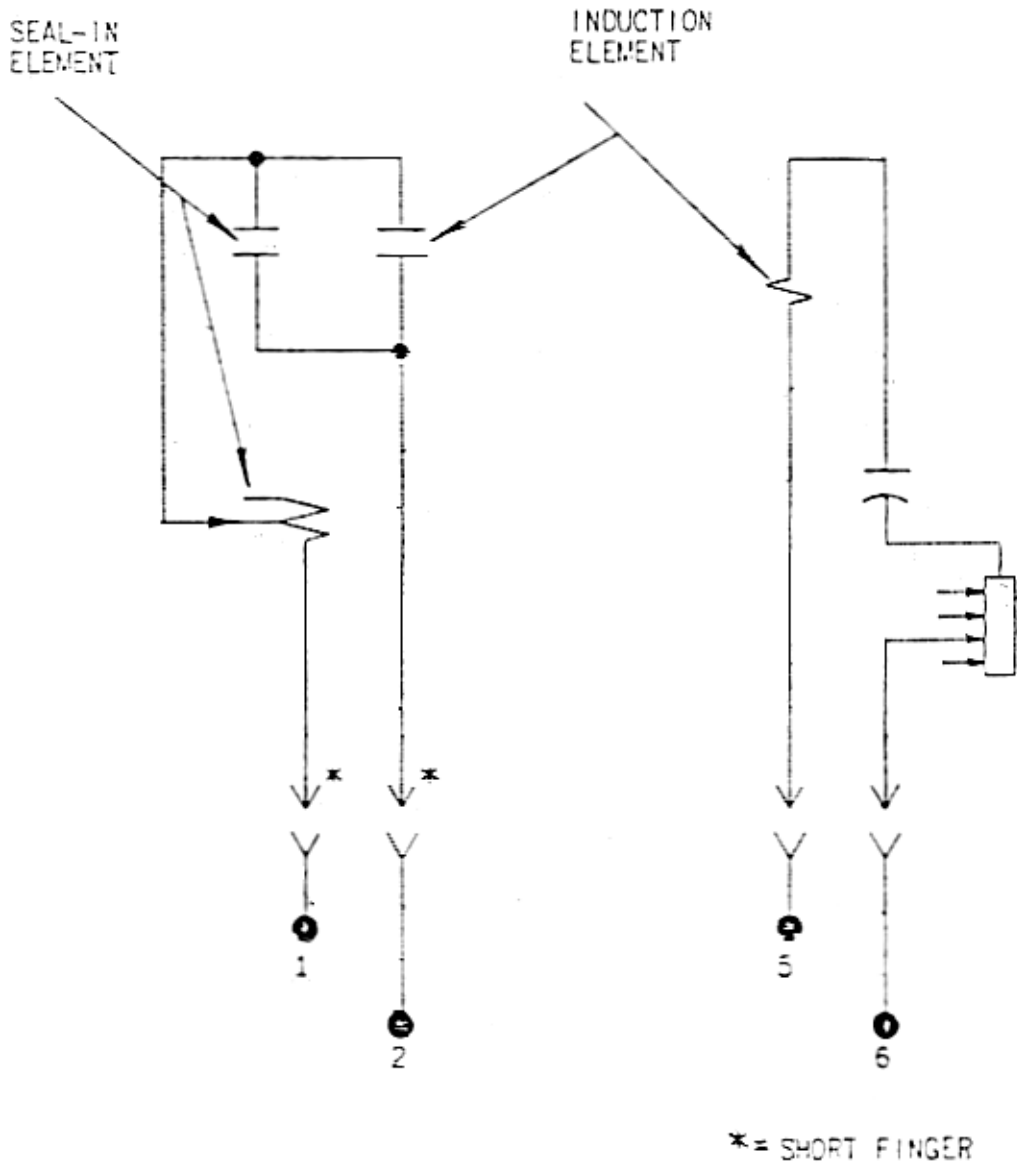 SEAL-IN
ELEMENT
INDUCTION
ELEMENT
*
*
1
5
2
6
*= SHORT FINGER